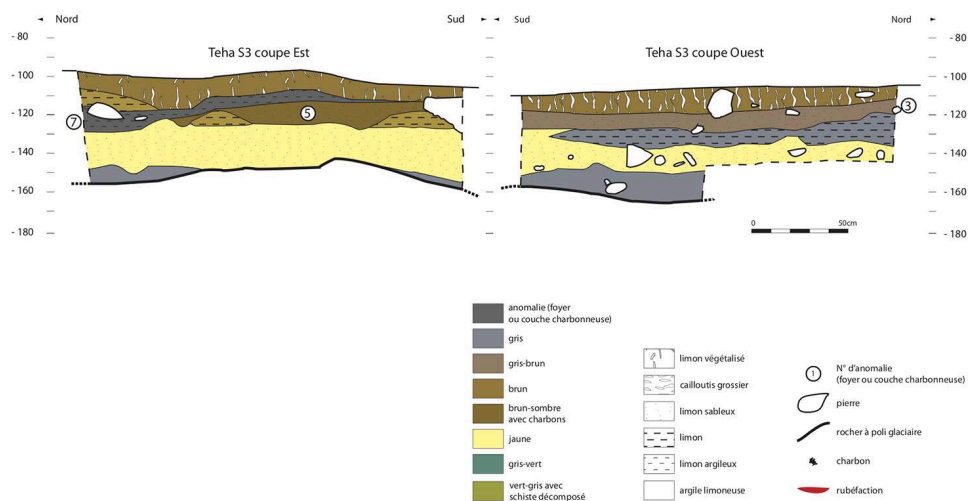 Nord
Sud
Sud
Nord
Teha S3 coupe Est
Teha S3 coupe Ouest
- 80
- 100
- 120
- 140
- 160
- 180
-80
-100
-120
-140
-160
-180
7
5
3
0
50cm
anomalie (foyer
ou couche charbonneuse)
gris
gris-brun
brun
brun-sombre
avec charbons
jaune
gris-vert
vert-gris avec
schiste décomposé
limon végétalisé
cailloutis grossier
limon sableux
limon
limon argileux
argile limoneuse
1
N° d'anomalie
(foyer ou couche charbonneuse)
pierre
rocher à poli glaciaire
charbon
rubéfaction